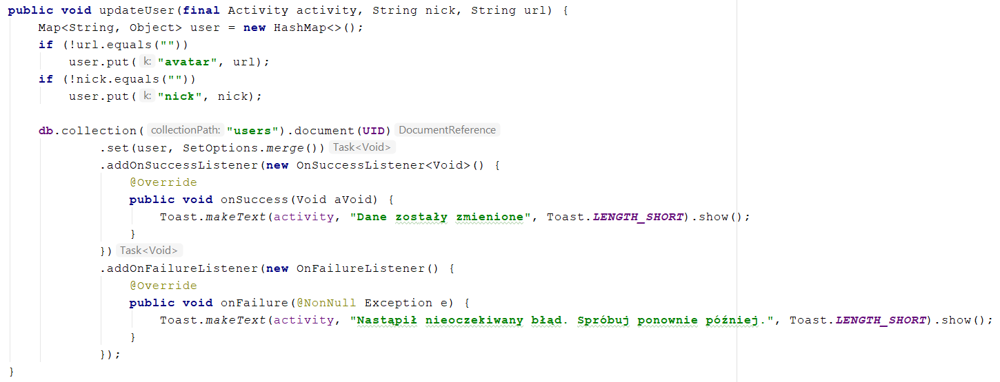 public void updateUser(final Activity activity, String nick, String url) {
    Map<String, Object> user = new HashMap<>();
    if (!url.equals(""))
        user.put( k: "avatar", url);
    if (!nick.equals(""))
        user.put( k: "nick", nick);

    db.collection( collectionPath: "users").document(UID) DocumentReference
            .set(user, SetOptions.merge()) Task<Void>
            .addOnSuccessListener(new OnSuccessListener<Void>() {
                @Override
                public void onSuccess(Void aVoid) {
                    Toast.makeText(activity, "Dane zostały zmienione", Toast.LENGTH_SHORT).show();
                }
            }) Task<Void>
            .addOnFailureListener(new OnFailureListener() {
                @Override
                public void onFailure(@NonNull Exception e) {
                    Toast.makeText(activity, "Nastąpił nieoczekiwany błąd. Spróbuj ponownie później.", Toast.LENGTH_SHORT).show();
                }
            });
}